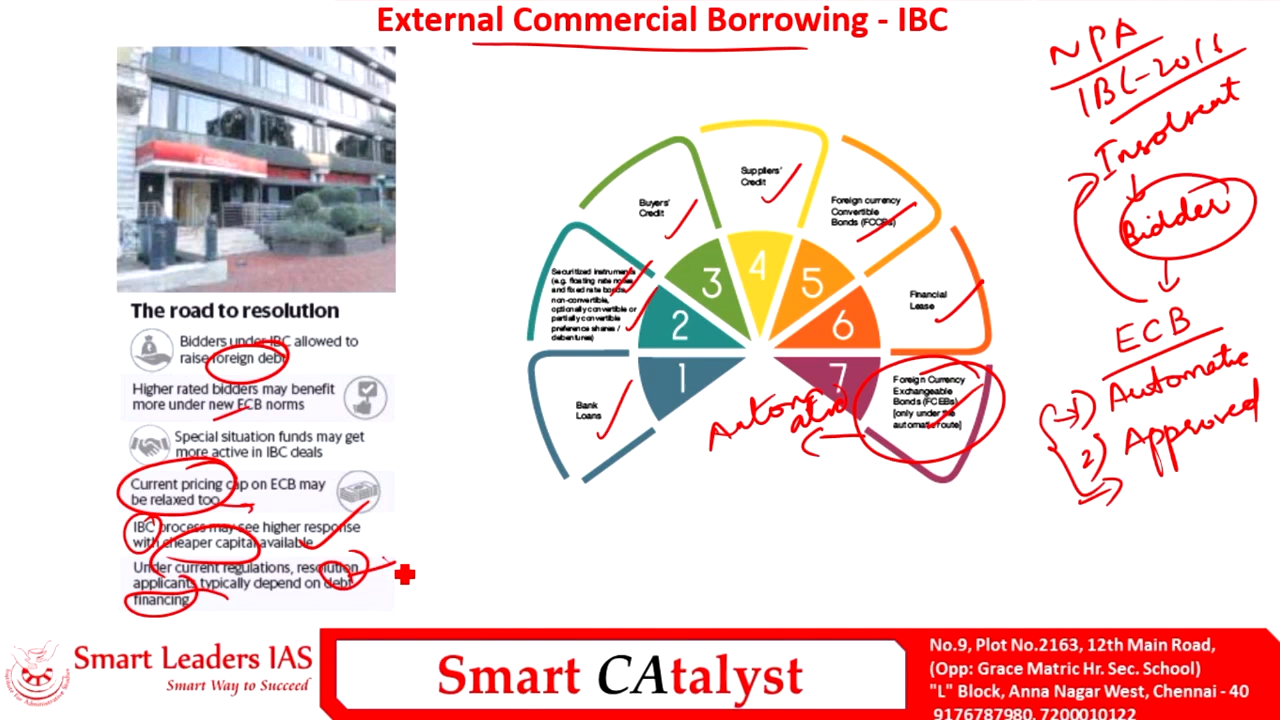 External Commercial Borrowing - IBC
The road to resolution
Bidders under IBC allowed to
raise foreign debt
Higher rated bidders may benefit
more under new ECB norms
Special situation funds may get
more active in IBC deals
Current pricing cap on ECB may
be relaxed too
IBC process may see higher response
with cheaper capital available
Under current regulations, resolution
applicants typically depend on debt
financing
1
Bank
Loans
2
Securitized instruments
(e.g. floating rate notes
and fixed rate bonds,
non-convertible,
optionally convertible or
partially convertible
preference shares /
debentures)
3
Buyers'
Credit
4
Suppliers'
Credit
5
Foreign currency
Convertible
Bonds (FCCBs)
6
Financial
Lease
7
Foreign Currency
Exchangeable
Bonds (FCEBs)
[only under the
automatic route]
NPA
IBC-2016
Insolvent
Bidder
ECB
1) Automatic
2) Approved
Smart Leaders IAS
Smart Way to Succeed
Smart CAtalyst
No.9, Plot No.2163, 12th Main Road,
(Opp: Grace Matric Hr. Sec. School)
"L" Block, Anna Nagar West, Chennai - 40
9176787980, 7200010122